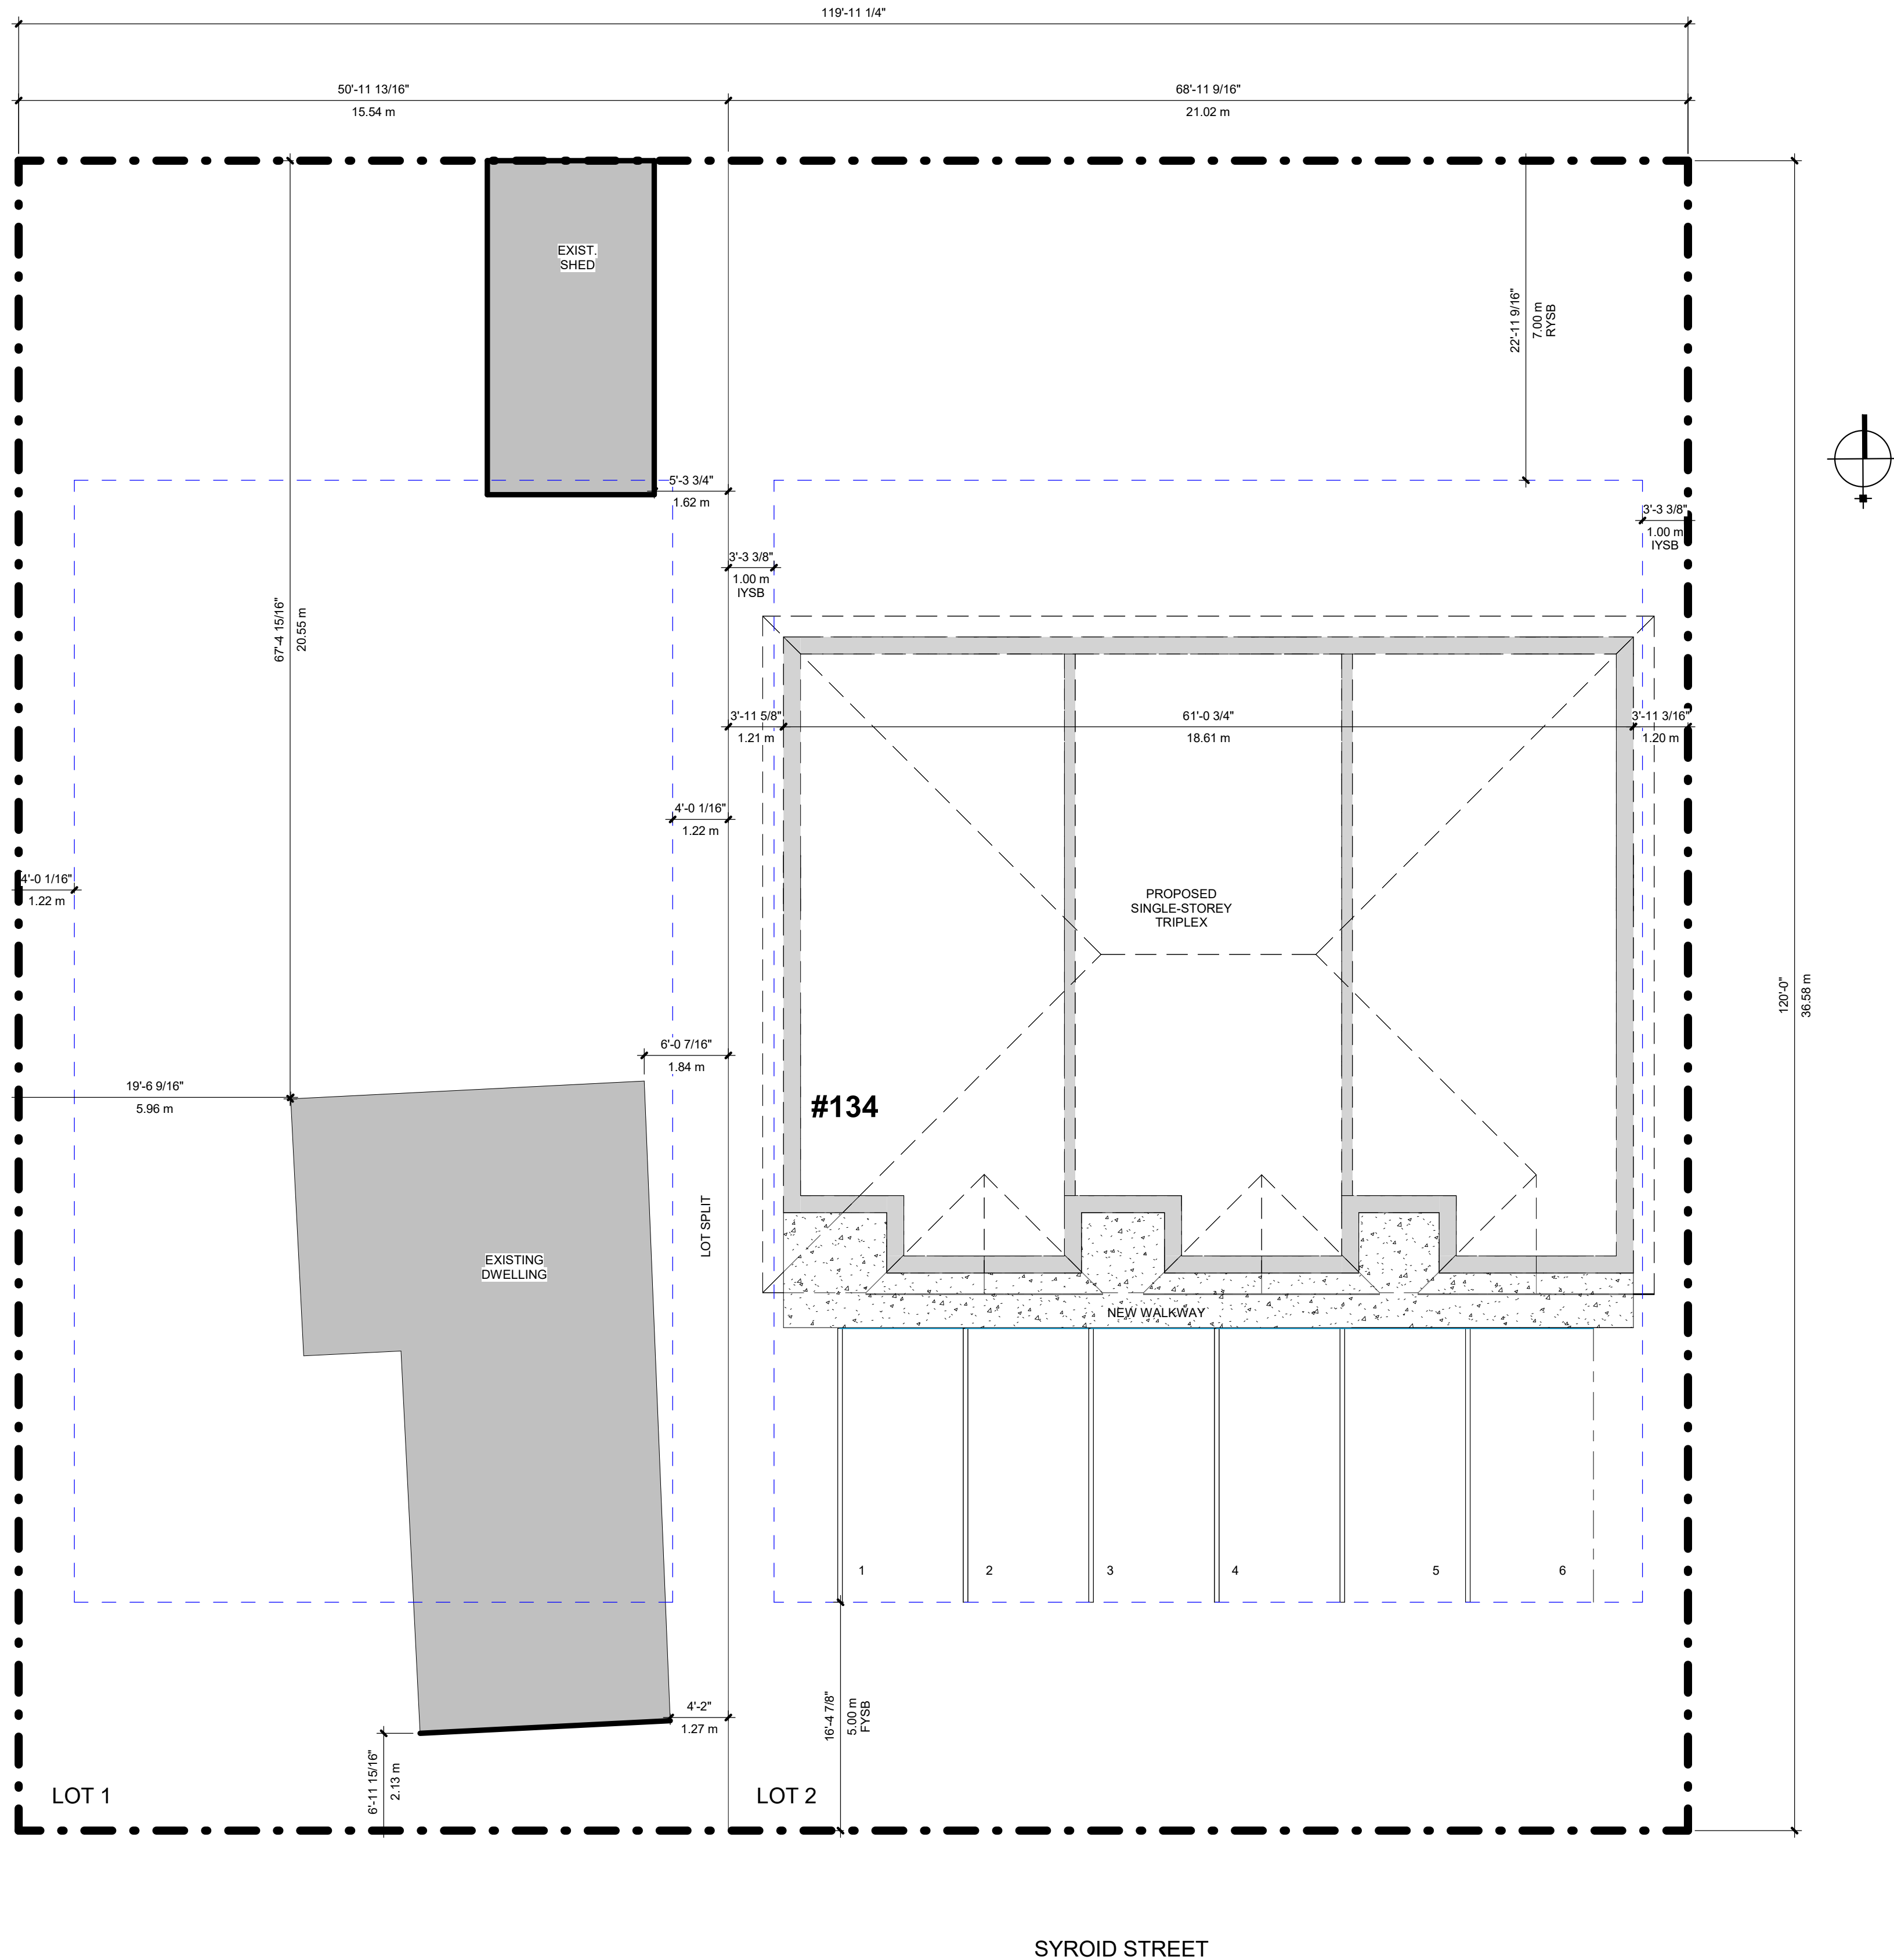 119'-11 1/4"
50'-11 13/16"
15.54 m
68'-11 9/16"
21.02 m
EXIST.
SHED
22'-11 9/16"
7.00 m
RYSB
5'-3 3/4"
1.62 m
3'-3 3/8"
1.00 m
IYSB
3'-3 3/8"
1.00 m
IYSB
67'-4 15/16"
20.55 m
3'-11 5/8"
1.21 m
61'-0 3/4"
18.61 m
3'-11 3/16"
1.20 m
4'-0 1/16"
1.22 m
4'-0 1/16"
1.22 m
PROPOSED
SINGLE-STOREY
TRIPLEX
120'-0"
36.58 m
6'-0 7/16"
1.84 m
19'-6 9/16"
5.96 m
#134
LOT SPLIT
EXISTING
DWELLING
NEW WALKWAY
1
2
3
4
5
6
4'-2"
1.27 m
16'-4 7/8"
5.00 m
FYSB
6'-11 15/16"
2.13 m
LOT 1
LOT 2
SYROID STREET